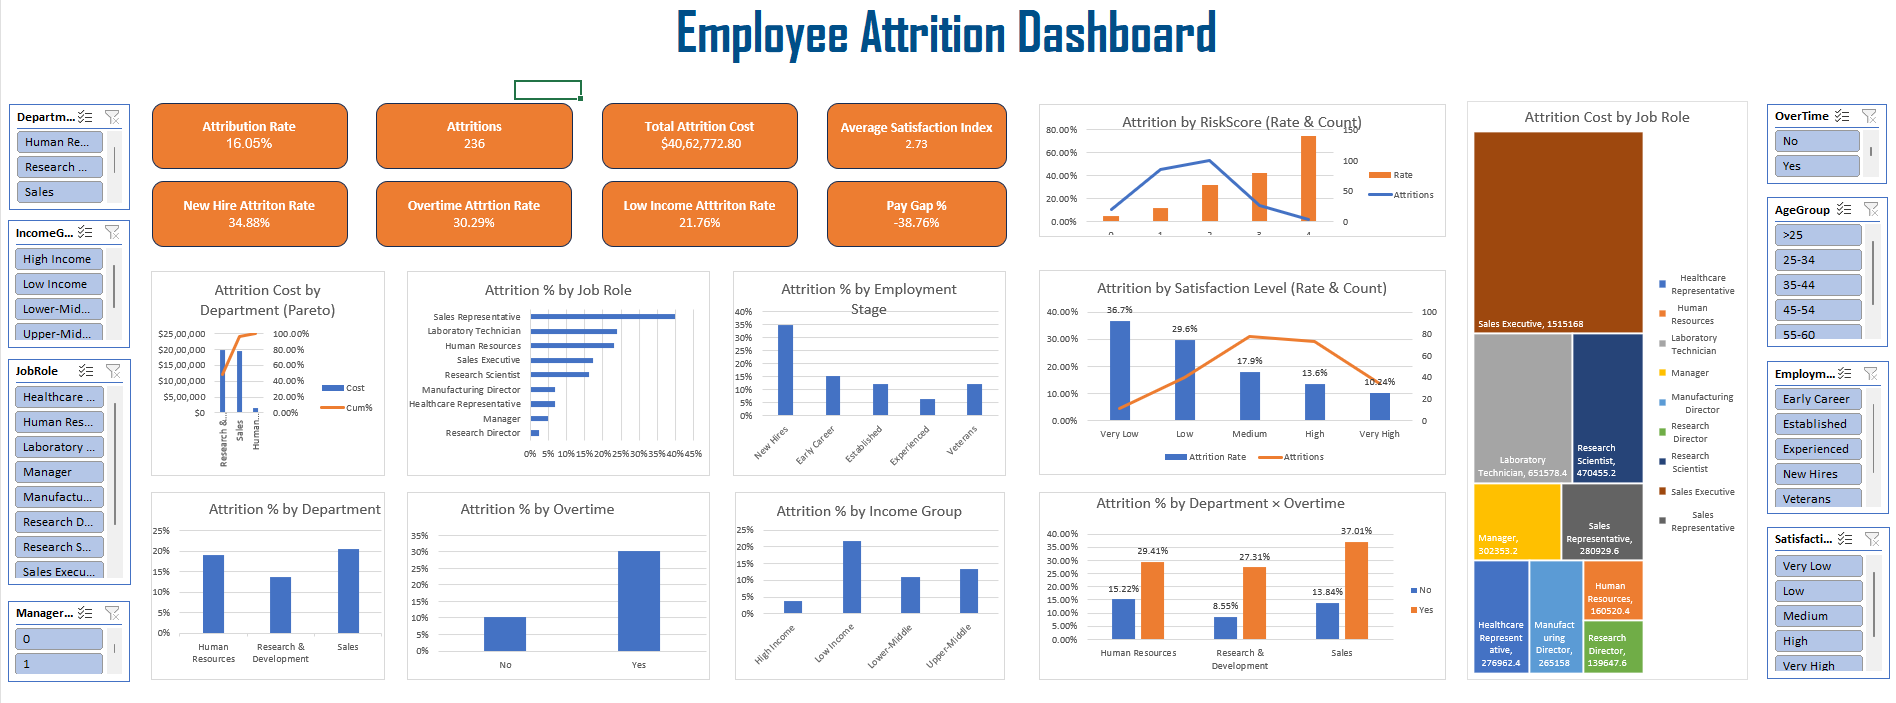 Employee Attrition Dashboard
Departm...
Human Re...
Research ...
Sales
IncomeG...
High Income
Low Income
Lower-Mid...
Upper-Mid...
JobRole
Healthcare ...
Human Res...
Laboratory ...
Manager
Manufactu...
Research D...
Research S...
Sales Execu...
Manager...
0
1
Attribution Rate
16.05%
Attritions
236
Total Attrition Cost
$40,62,772.80
Average Satisfaction Index
2.73
New Hire Attriton Rate
34.88%
Overtime Attrtion Rate
30.29%
Low Income Atttriton Rate
21.76%
Pay Gap %
-38.76%
Attrition Cost by
Department (Pareto)
$25,00,000
$20,00,000
$15,00,000
$10,00,000
$5,00,000
$0
100.00%
80.00%
60.00%
40.00%
20.00%
0.00%
Research &...
Sales
Human...
Cost
Cum%
Attrition % by Job Role
Sales Representative
Laboratory Technician
Human Resources
Sales Executive
Research Scientist
Manufacturing Director
Healthcare Representative
Manager
Research Director
0% 5% 10% 15% 20% 25% 30% 35% 40% 45%
Attrition % by Employment
Stage
40%
35%
30%
25%
20%
15%
10%
5%
0%
New Hires
Early Career
Established
Experienced
Veterans
Attrition % by Department
25%
20%
15%
10%
5%
0%
Human
Resources
Research &
Development
Sales
Attrition % by Overtime
35%
30%
25%
20%
15%
10%
5%
0%
No
Yes
Attrition % by Income Group
25%
20%
15%
10%
5%
0%
High Income
Low Income
Lower-Middle
Upper-Middle
Attrition by RiskScore (Rate & Count)
80.00%
60.00%
40.00%
20.00%
0.00%
150
100
50
0
0 1 2 3 4
Rate
Attritions
Attrition by Satisfaction Level (Rate & Count)
40.00%
30.00%
20.00%
10.00%
0.00%
36.7%
29.6%
17.9%
13.6%
10.24%
100
80
60
40
20
0
Very Low
Low
Medium
High
Very High
Attrition Rate
Attritions
Attrition % by Department × Overtime
40.00%
35.00%
30.00%
25.00%
20.00%
15.00%
10.00%
5.00%
0.00%
15.22%
29.41%
8.55%
27.31%
13.84%
37.01%
Human Resources
Research &
Development
Sales
No
Yes
Attrition Cost by Job Role
Sales Executive, 1515168
Laboratory
Technician, 651578.4
Research
Scientist,
470455.2
Manager,
302353.2
Sales
Representative,
280929.6
Healthcare
Represent
ative,
276962.4
Manufact
uring
Director,
265158
Human
Resources,
160520.4
Research
Director,
139647.6
Healthcare
Representative
Human
Resources
Laboratory
Technician
Manager
Manufacturing
Director
Research
Director
Research
Scientist
Sales Executive
Sales
Representative
OverTime
No
Yes
AgeGroup
>25
25-34
35-44
45-54
55-60
Employm...
Early Career
Established
Experienced
New Hires
Veterans
Satisfacti...
Very Low
Low
Medium
High
Very High